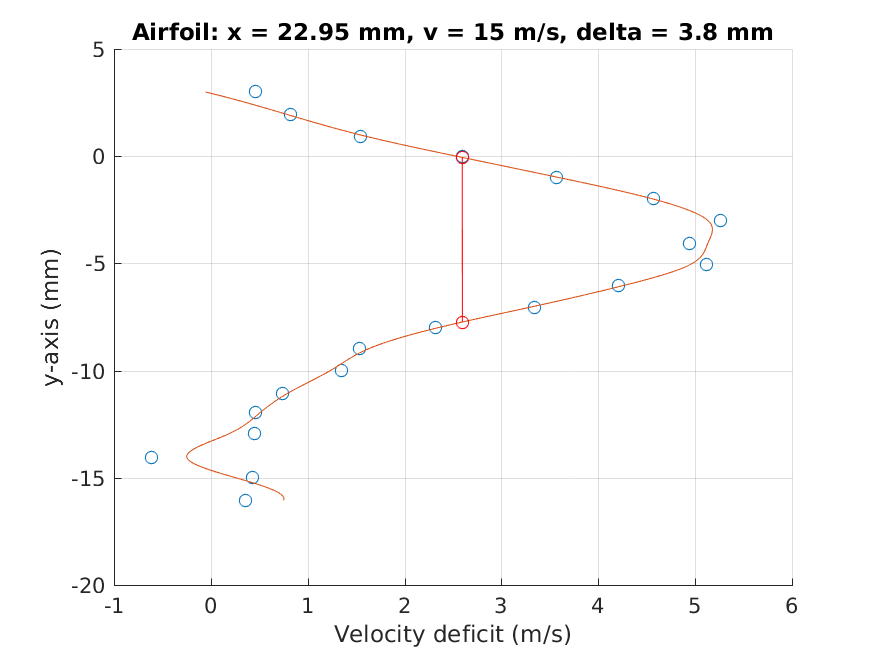 Airfoil: x = 22.95 mm, v = 15 m/s, delta = 3.8 mm
5
0
-5
-10
-15
-20
y-axis (mm)
-1 0 1 2 3 4 5 6
Velocity deficit (m/s)